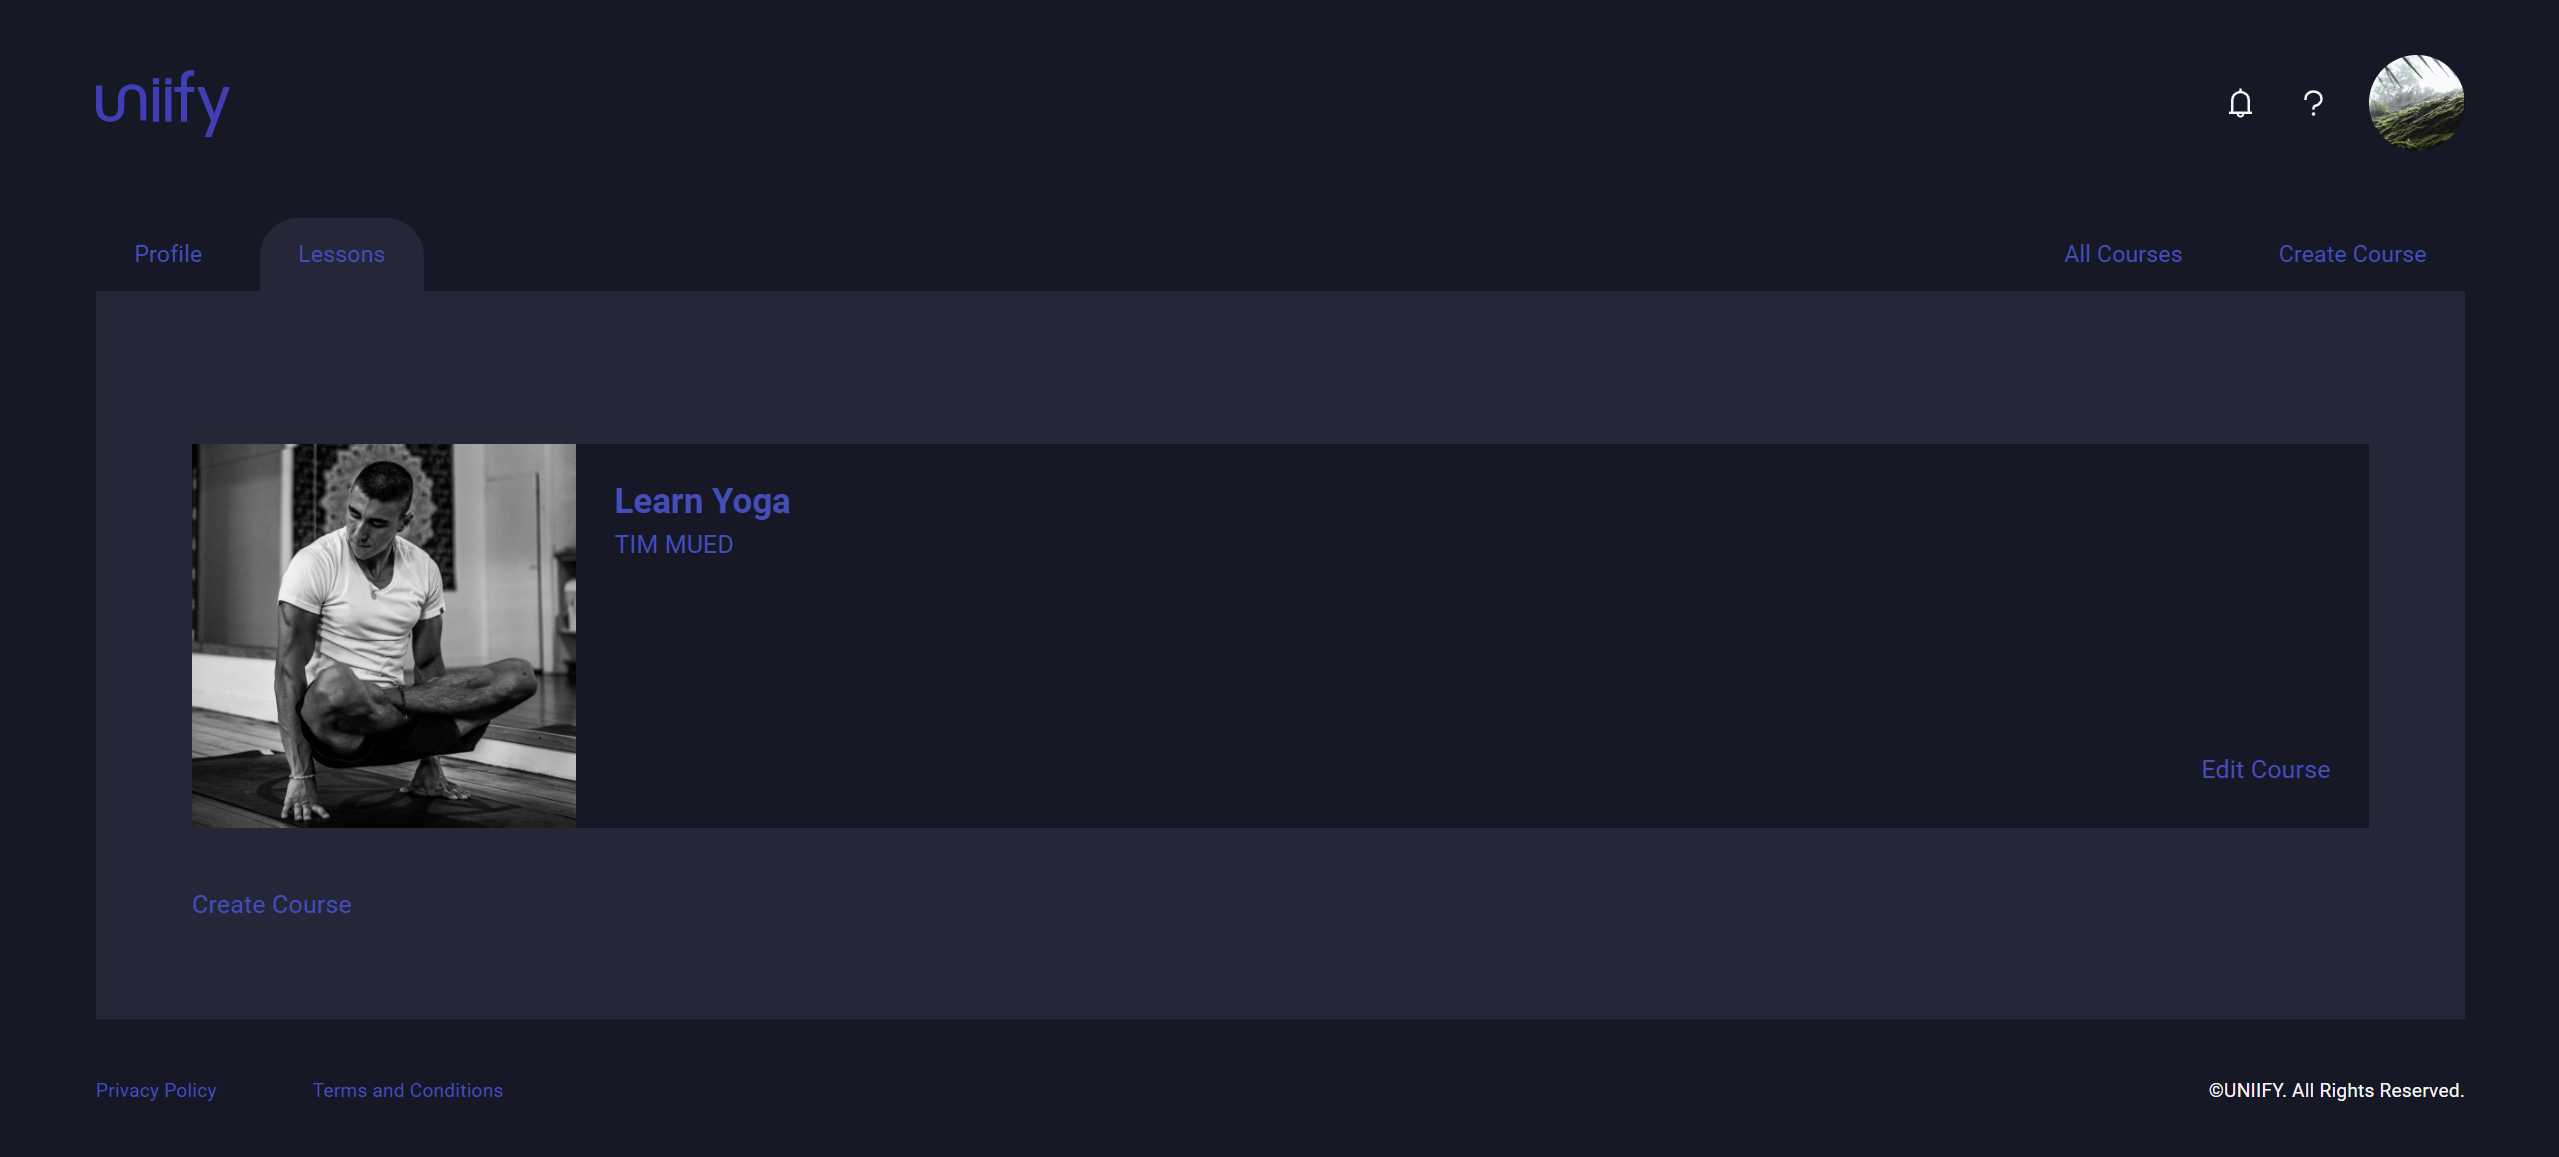 uniify
Profile
Lessons
All Courses
Create Course
Learn Yoga
TIM MUED
Edit Course
Create Course
Privacy Policy
Terms and Conditions
©UNIIFY. All Rights Reserved.